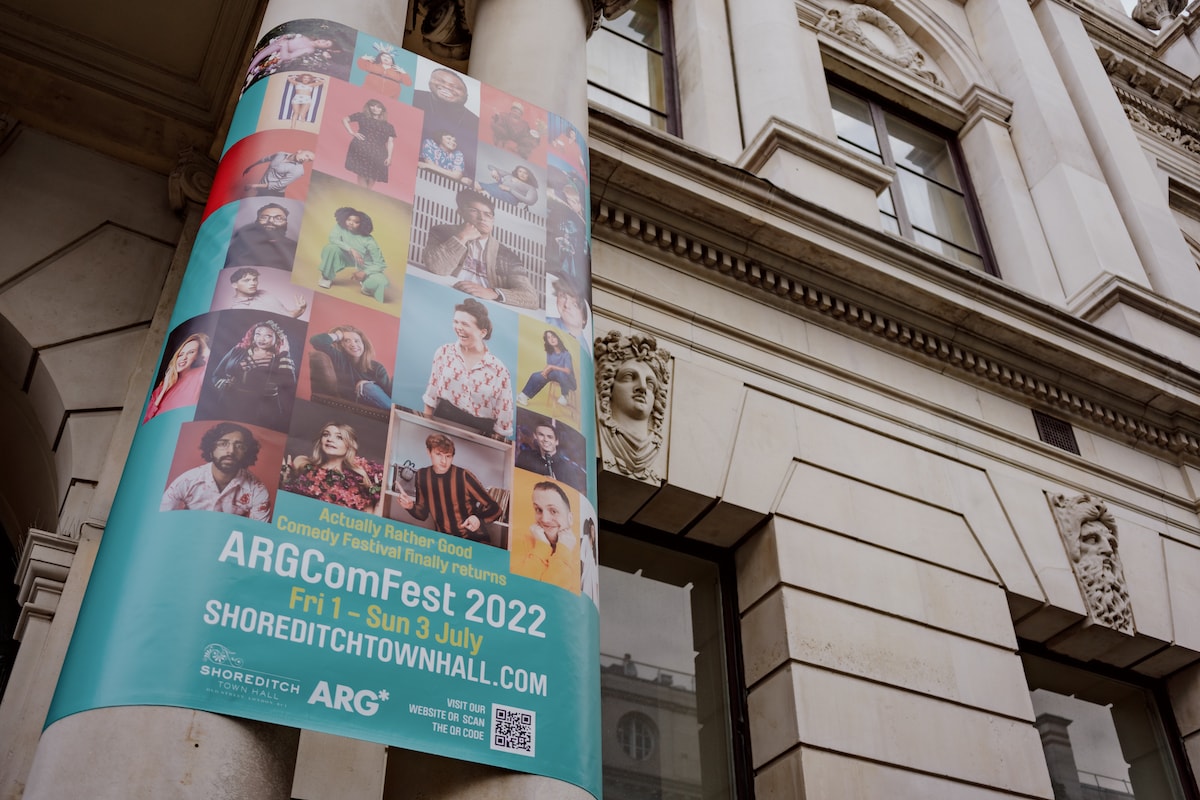 Actually Rather Good
Comedy Festival finally returns
ARGComFest 2022
Fri 1 – Sun 3 July
SHOREDITCHTOWNHALL.COM
SHOREDITCH
TOWN HALL
ARG*
VISIT OUR
WEBSITE OR SCAN
THE QR CODE